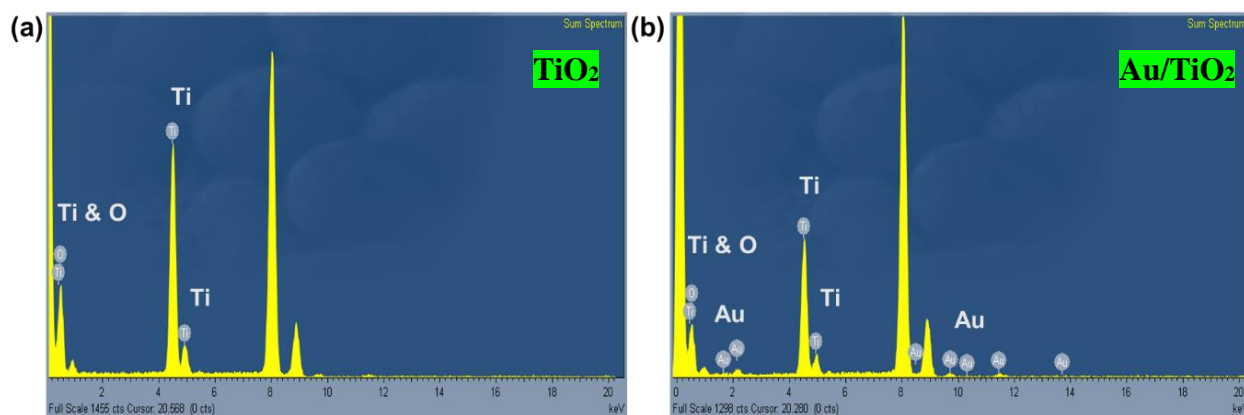 (a)
Sum Spectrum
TiO₂
Ti
Ti
Ti & O
O
Ti
Ti
Ti
2 4 6 8 10 12 14 16 18 20
Full Scale 1455 cts Cursor: 20.568 (0 cts) keV
(b)
Sum Spectrum
Au/TiO₂
Ti
Ti
Ti & O
O
Ti
Ti
Ti
Au
Au
Au Au Au Au Au Au Au
0 2 4 6 8 10 12 14 16 18 20
Full Scale 1298 cts Cursor: 20.280 (0 cts) keV